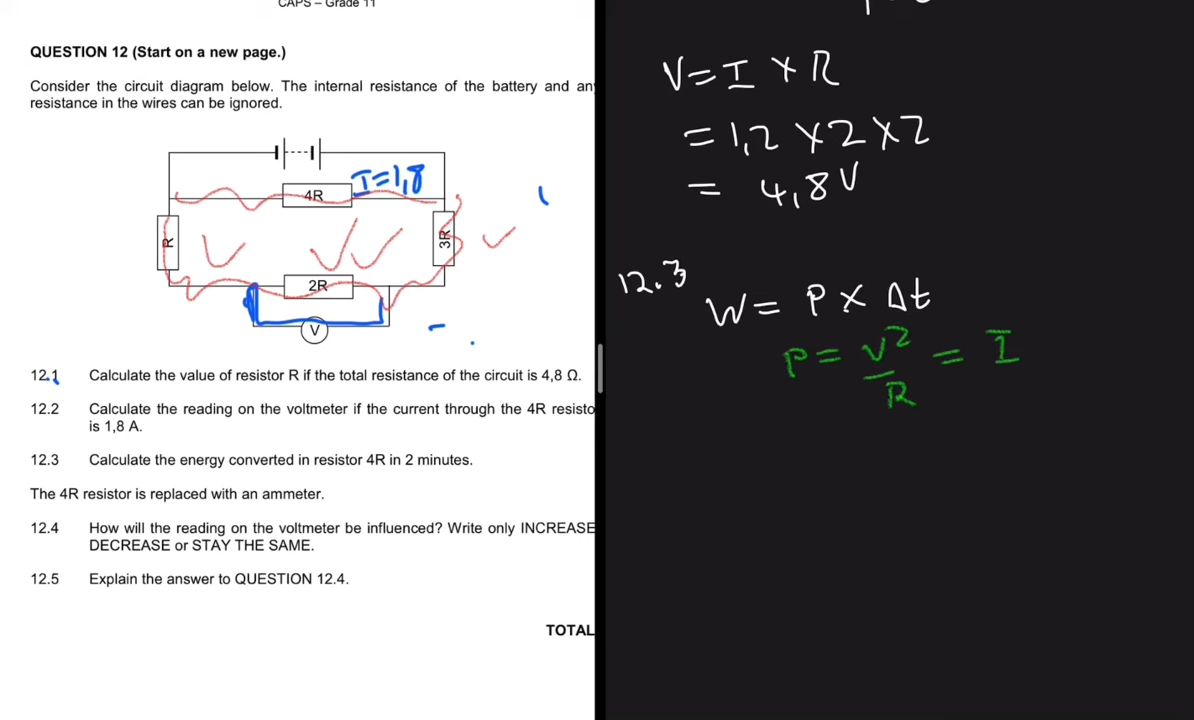 CAPS – Grade 11
QUESTION 12 (Start on a new page.)
Consider the circuit diagram below. The internal resistance of the battery and any
resistance in the wires can be ignored.
I=1,8
4R
R
3R
2R
V
12.1 Calculate the value of resistor R if the total resistance of the circuit is 4,8 Ω.
12.2 Calculate the reading on the voltmeter if the current through the 4R resisto
is 1,8 A.
12.3 Calculate the energy converted in resistor 4R in 2 minutes.
The 4R resistor is replaced with an ammeter.
12.4 How will the reading on the voltmeter be influenced? Write only INCREASE
DECREASE or STAY THE SAME.
12.5 Explain the answer to QUESTION 12.4.
TOTAL
V = I × R
= 1,2 × 2 × 2
= 4,8 V
12.3
W = P × Δt
P = V²/R = I